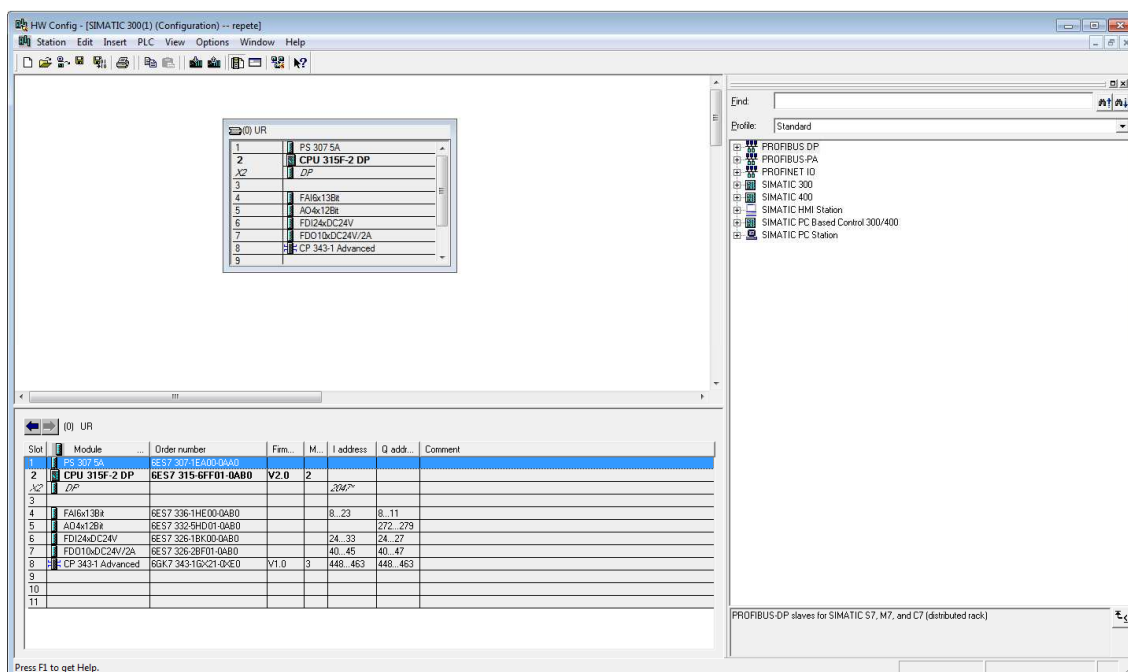 HW Config - [SIMATIC 300(1) (Configuration) -- repete]
Station Edit Insert PLC View Options Window Help
(0) UR
1 PS 307 5A
2 CPU 315F-2 DP
X2 DP
3
4 FAI6x13Bit
5 AO4x12Bit
6 FDI24xDC24V
7 FDO10xDC24V/2A
8 CP 343-1 Advanced
9
Find:
Profile: Standard
PROFIBUS DP
PROFIBUS-PA
PROFINET IO
SIMATIC 300
SIMATIC 400
SIMATIC HMI Station
SIMATIC PC Based Control 300/400
SIMATIC PC Station
(0) UR
Slot Module ... Order number Firm... M... I address Q addr... Comment
1 PS 307 5A 6ES7 307-1EA00-0AA0
2 CPU 315F-2 DP 6ES7 315-6FF01-0AB0 V2.0 2
X2 DP 2047*
3
4 FAI6x13Bit 6ES7 336-1HE00-0AB0 8...23 8...11
5 AO4x12Bit 6ES7 332-5HD01-0AB0 272...279
6 FDI24xDC24V 6ES7 326-1BK00-0AB0 24...33 24...27
7 FDO10xDC24V/2A 6ES7 326-2BF01-0AB0 40...45 40...47
8 CP 343-1 Advanced 6GK7 343-1GX21-0XE0 V1.0 3 448...463 448...463
9
10
11
PROFIBUS-DP slaves for SIMATIC S7, M7, and C7 (distributed rack)
Press F1 to get Help.